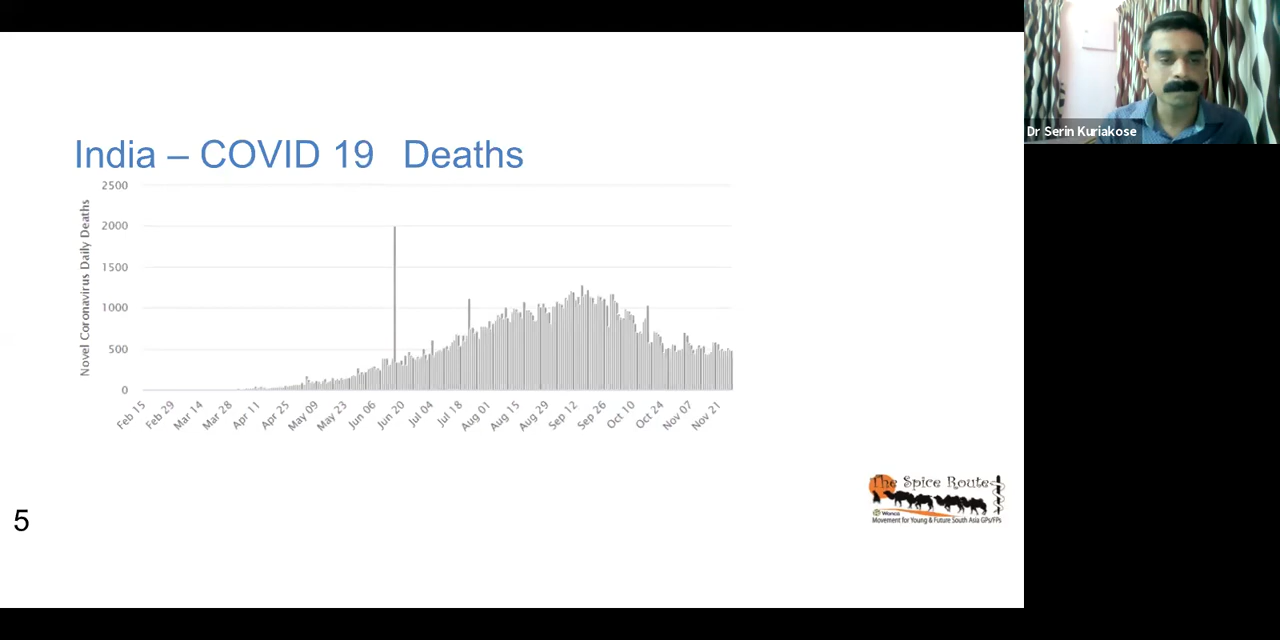 Dr Serin Kuriakose
India – COVID 19 Deaths
Novel Coronavirus Daily Deaths
2500
2000
1500
1000
500
0
Feb 15
Feb 29
Mar 14
Mar 28
Apr 11
Apr 25
May 09
May 23
Jun 06
Jun 20
Jul 04
Jul 18
Aug 01
Aug 15
Aug 29
Sep 12
Sep 26
Oct 10
Oct 24
Nov 07
Nov 21
The Spice Route
Wonca
Movement for Young & Future South Asia GPs/FPs
5